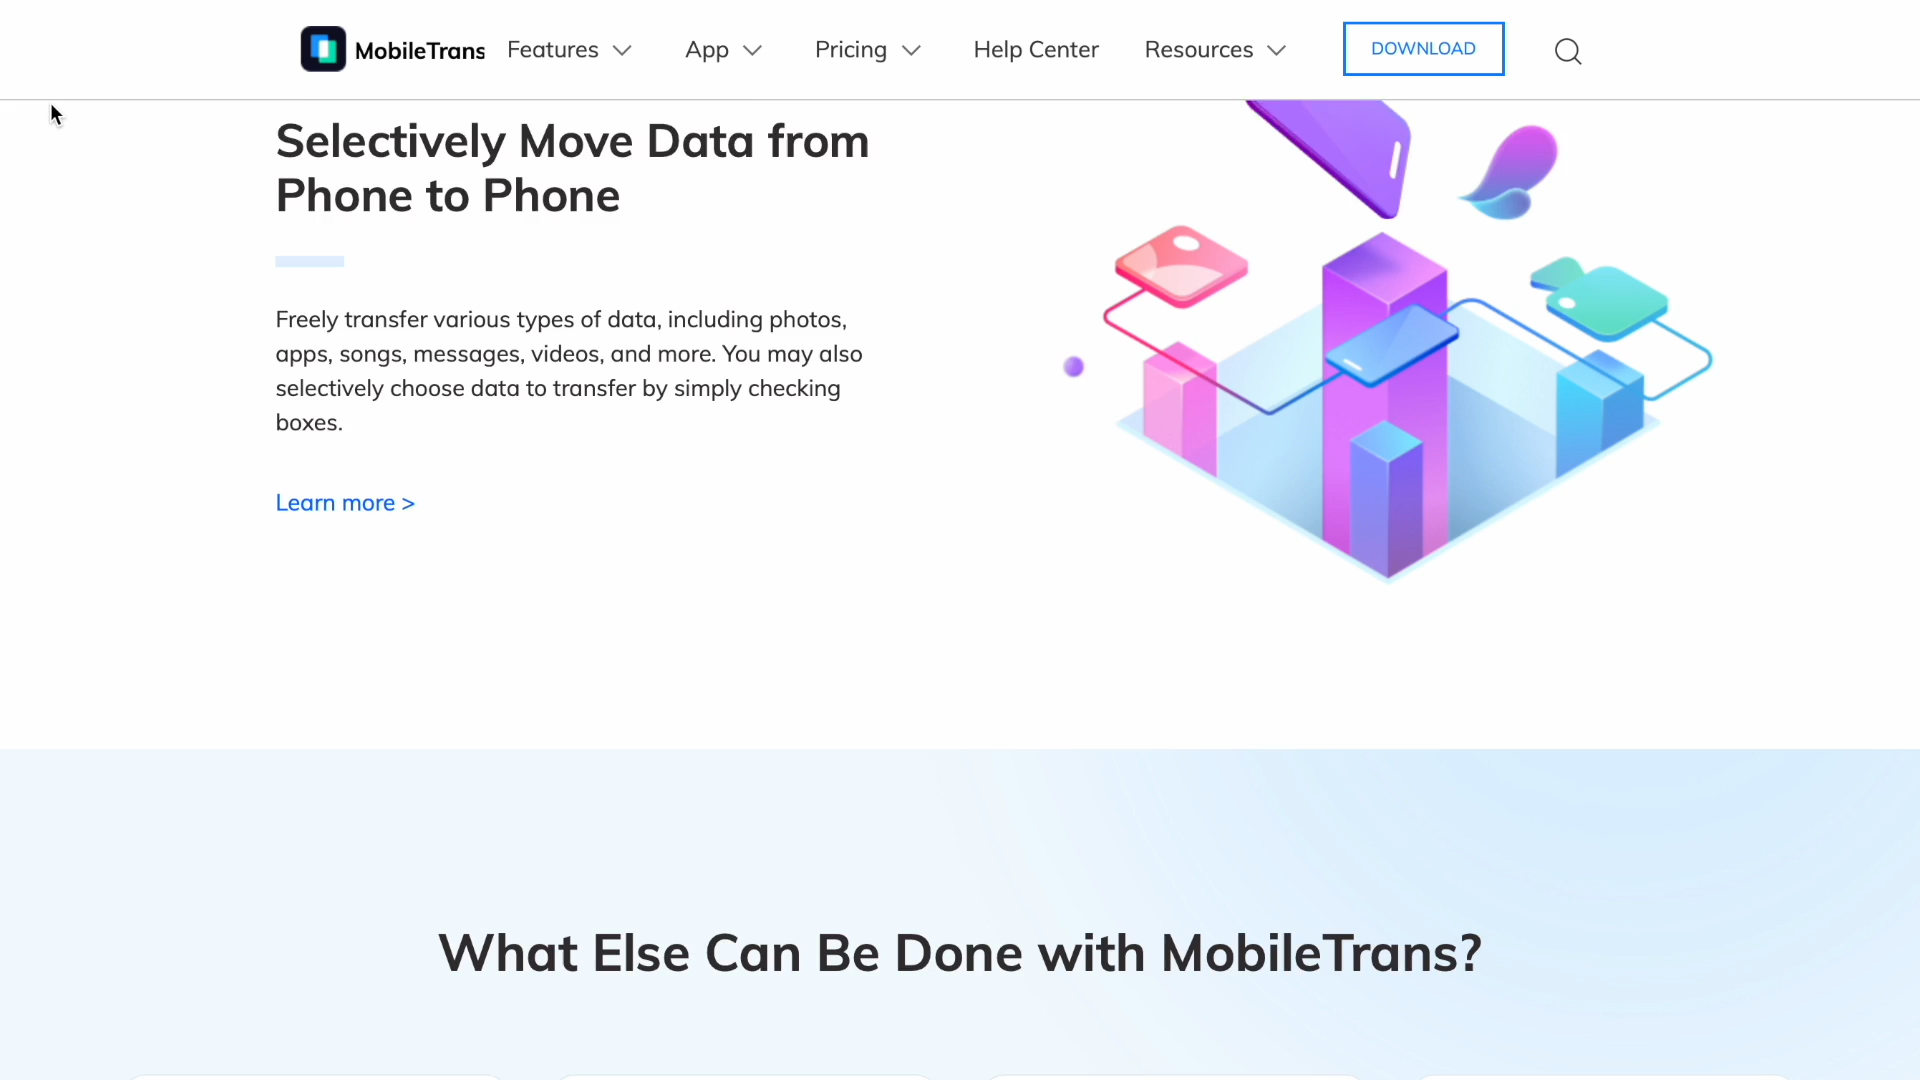 MobileTrans Features App Pricing Help Center Resources DOWNLOAD
Selectively Move Data from
Phone to Phone
Freely transfer various types of data, including photos,
apps, songs, messages, videos, and more. You may also
selectively choose data to transfer by simply checking
boxes.
Learn more >
What Else Can Be Done with MobileTrans?